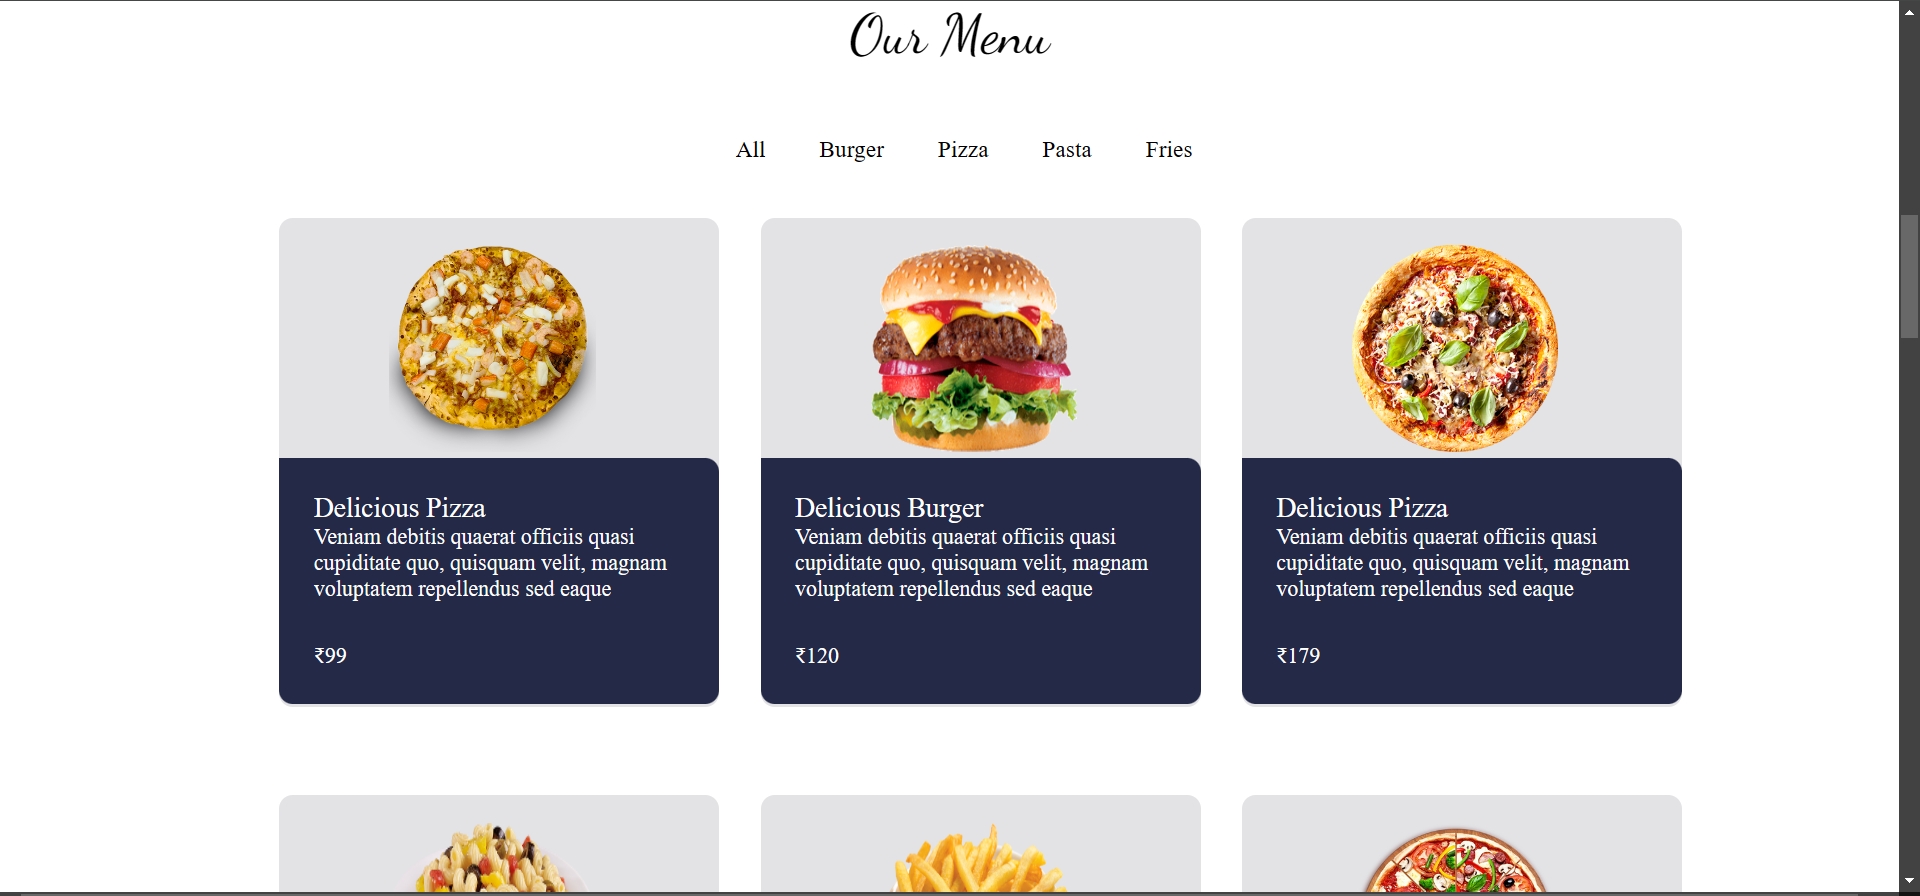 Our Menu
All Burger Pizza Pasta Fries
Delicious Pizza
Veniam debitis quaerat officiis quasi
cupiditate quo, quisquam velit, magnam
voluptatem repellendus sed eaque
₹99
Delicious Burger
Veniam debitis quaerat officiis quasi
cupiditate quo, quisquam velit, magnam
voluptatem repellendus sed eaque
₹120
Delicious Pizza
Veniam debitis quaerat officiis quasi
cupiditate quo, quisquam velit, magnam
voluptatem repellendus sed eaque
₹179